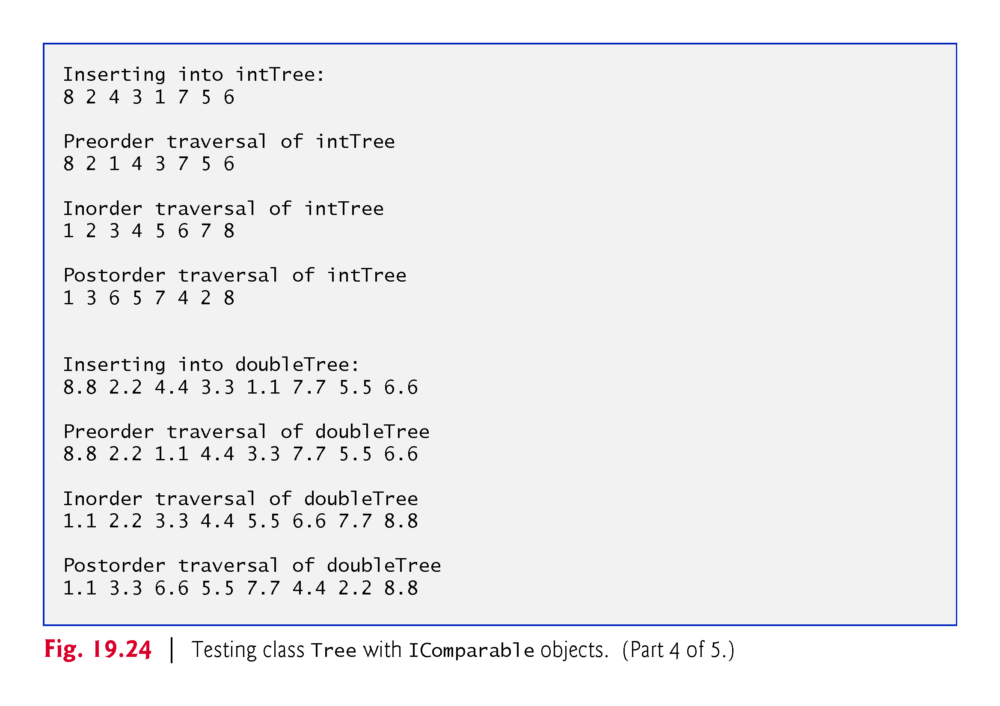 Inserting into intTree:
8 2 4 3 1 7 5 6
Preorder traversal of intTree
8 2 1 4 3 7 5 6
Inorder traversal of intTree
1 2 3 4 5 6 7 8
Postorder traversal of intTree
1 3 6 5 7 4 2 8
Inserting into doubleTree:
8.8 2.2 4.4 3.3 1.1 7.7 5.5 6.6
Preorder traversal of doubleTree
8.8 2.2 1.1 4.4 3.3 7.7 5.5 6.6
Inorder traversal of doubleTree
1.1 2.2 3.3 4.4 5.5 6.6 7.7 8.8
Postorder traversal of doubleTree
1.1 3.3 6.6 5.5 7.7 4.4 2.2 8.8
Fig. 19.24 | Testing class Tree with IComparable objects. (Part 4 of 5.)